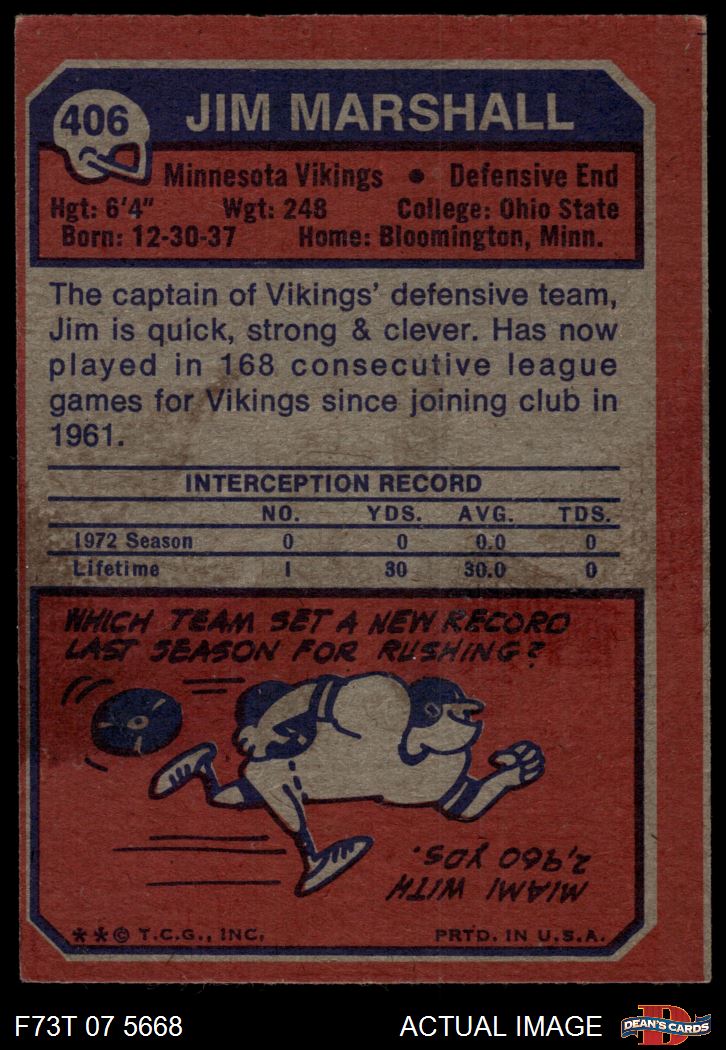 406
JIM MARSHALL
Minnesota Vikings • Defensive End
Hgt: 6'4" Wgt: 248 College: Ohio State
Born: 12-30-37 Home: Bloomington, Minn.
The captain of Vikings' defensive team,
Jim is quick, strong & clever. Has now
played in 168 consecutive league
games for Vikings since joining club in
1961.
INTERCEPTION RECORD
NO. YDS. AVG. TDS.
1972 Season 0 0 0.0 0
Lifetime 1 30 30.0 0
WHICH TEAM SET A NEW RECORD
LAST SEASON FOR RUSHING?
MIAMI WITH
2,960 YDS.
**© T.C.G., INC. PRTD. IN U.S.A.
F73T 07 5668 ACTUAL IMAGE
D
DEAN'S CARDS